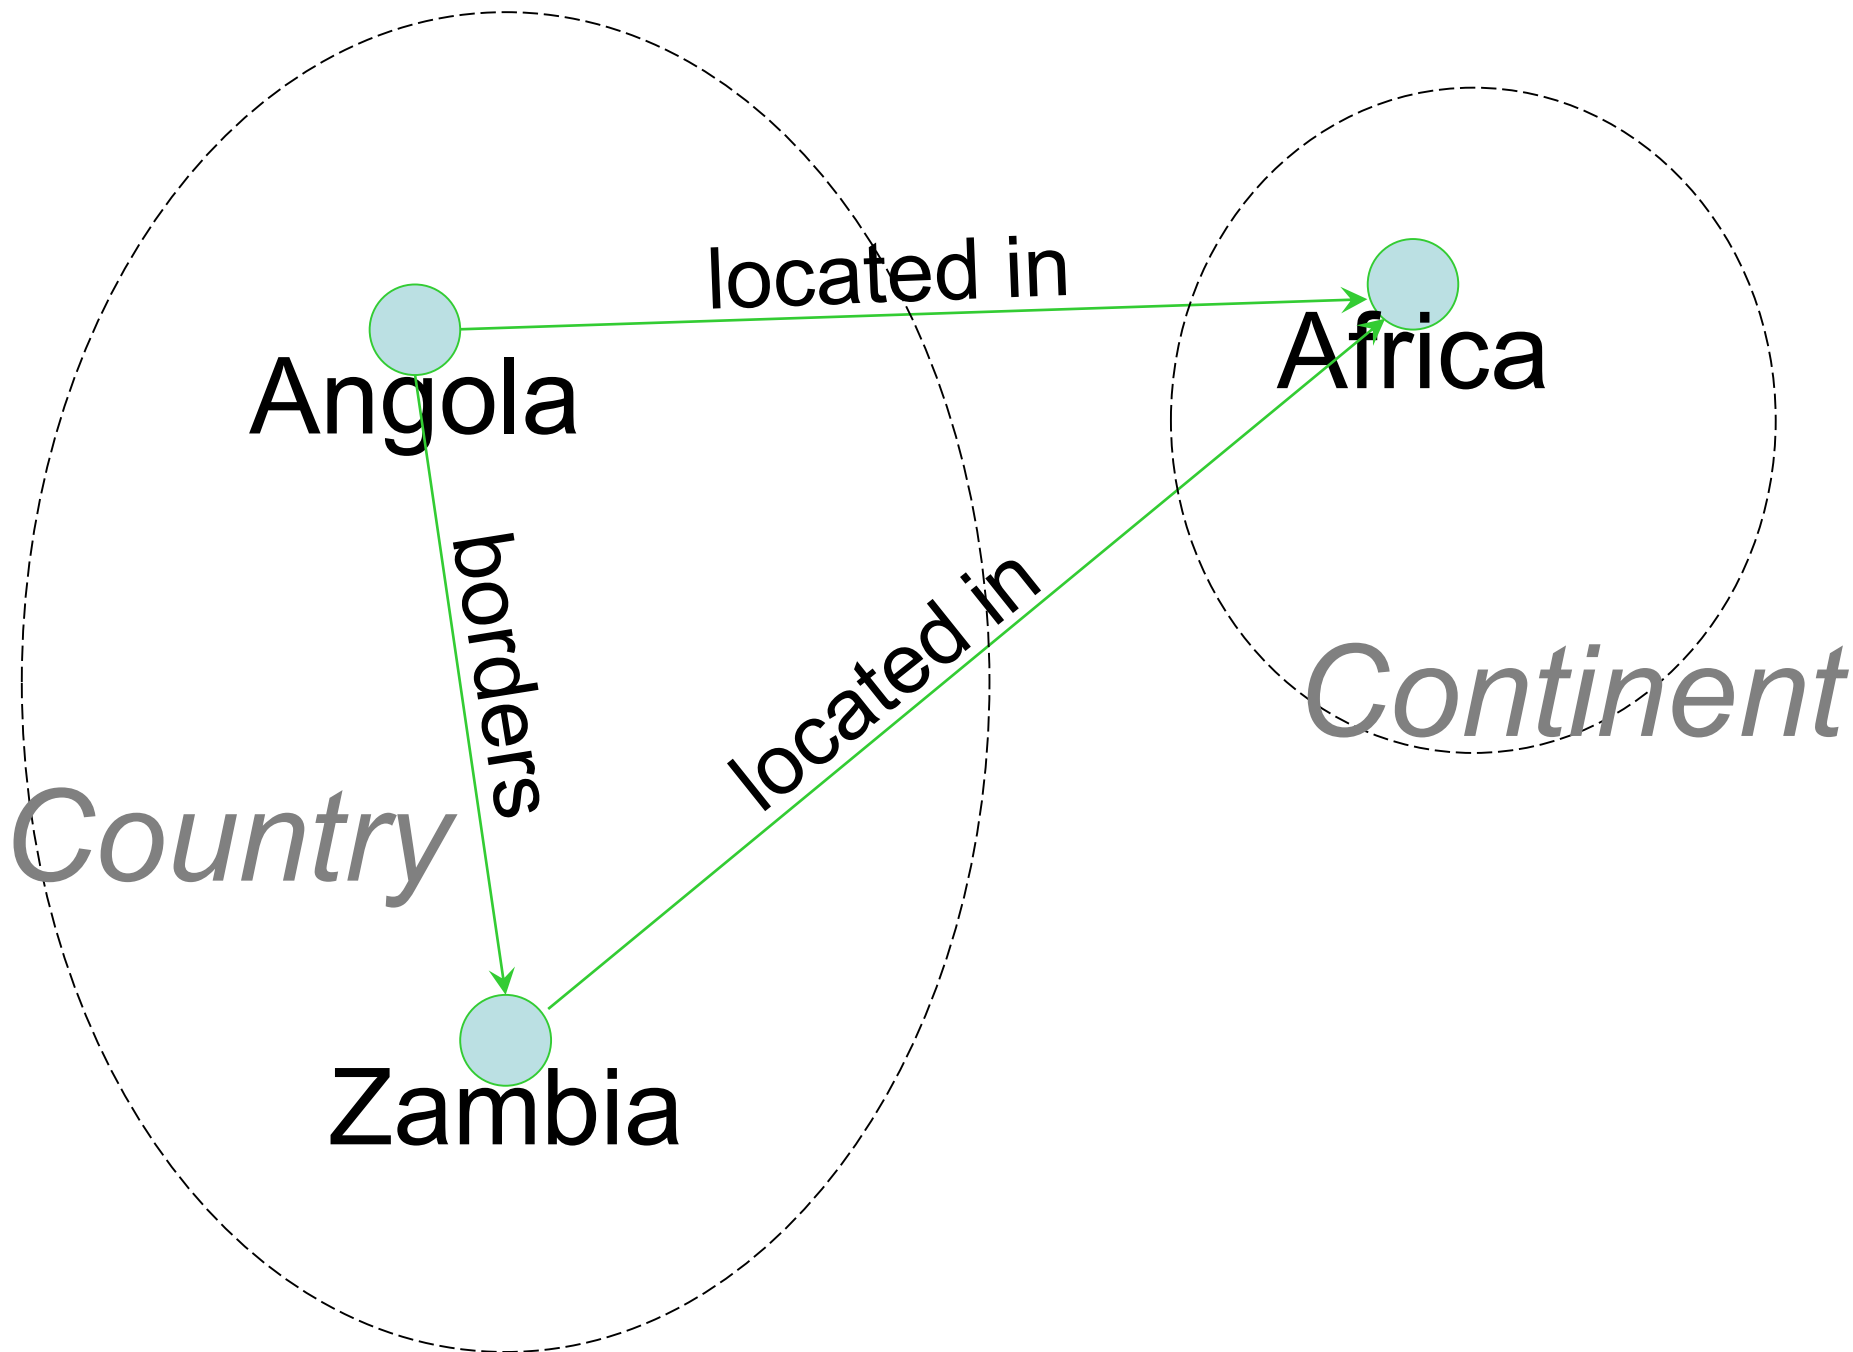 located in
Africa
Angola
borders
located in
Continent
Country
Zambia